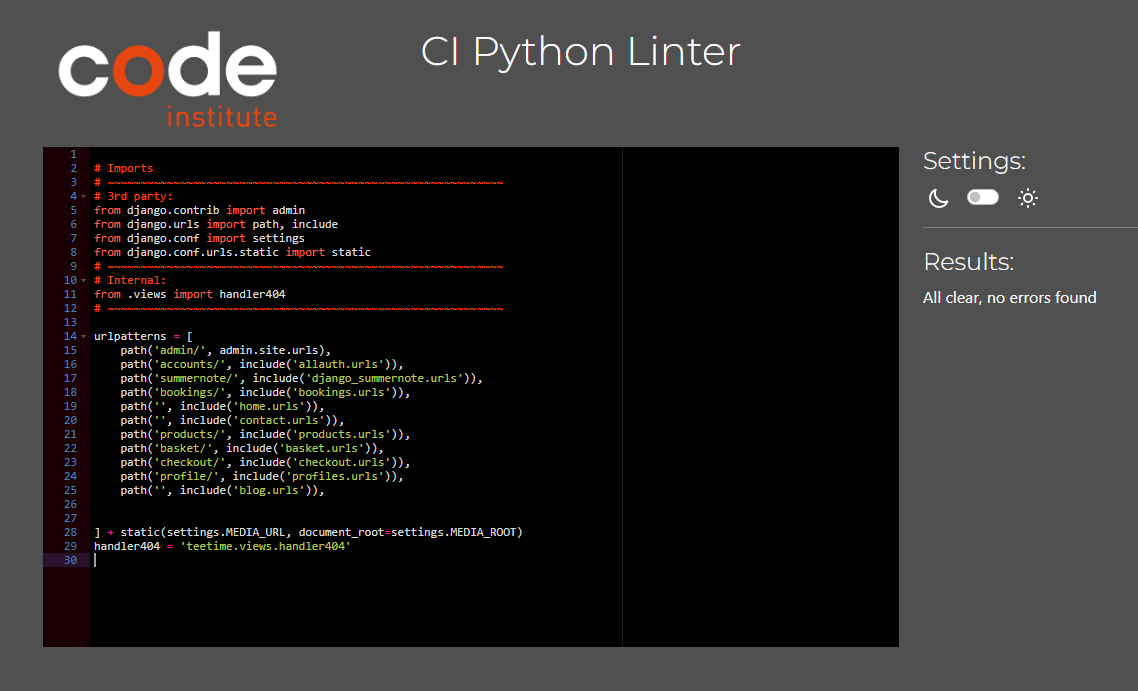 code
institute
CI Python Linter
1
2 # Imports
3 # ~~~~~~~~~~~~~~~~~~~~~~~~~~~~~~~~~~~~~~~~~~~~~~~~~~~~~~~~~~~~
4 # 3rd party:
5 from django.contrib import admin
6 from django.urls import path, include
7 from django.conf import settings
8 from django.conf.urls.static import static
9 # ~~~~~~~~~~~~~~~~~~~~~~~~~~~~~~~~~~~~~~~~~~~~~~~~~~~~~~~~~~~~
10 # Internal:
11 from .views import handler404
12 # ~~~~~~~~~~~~~~~~~~~~~~~~~~~~~~~~~~~~~~~~~~~~~~~~~~~~~~~~~~~~
13
14 urlpatterns = [
15     path('admin/', admin.site.urls),
16     path('accounts/', include('allauth.urls')),
17     path('summernote/', include('django_summernote.urls')),
18     path('bookings/', include('bookings.urls')),
19     path('', include('home.urls')),
20     path('', include('contact.urls')),
21     path('products/', include('products.urls')),
22     path('basket/', include('basket.urls')),
23     path('checkout/', include('checkout.urls')),
24     path('profile/', include('profiles.urls')),
25     path('', include('blog.urls')),
26
27
28 ] + static(settings.MEDIA_URL, document_root=settings.MEDIA_ROOT)
29 handler404 = 'teetime.views.handler404'
30
Settings:
Results:
All clear, no errors found